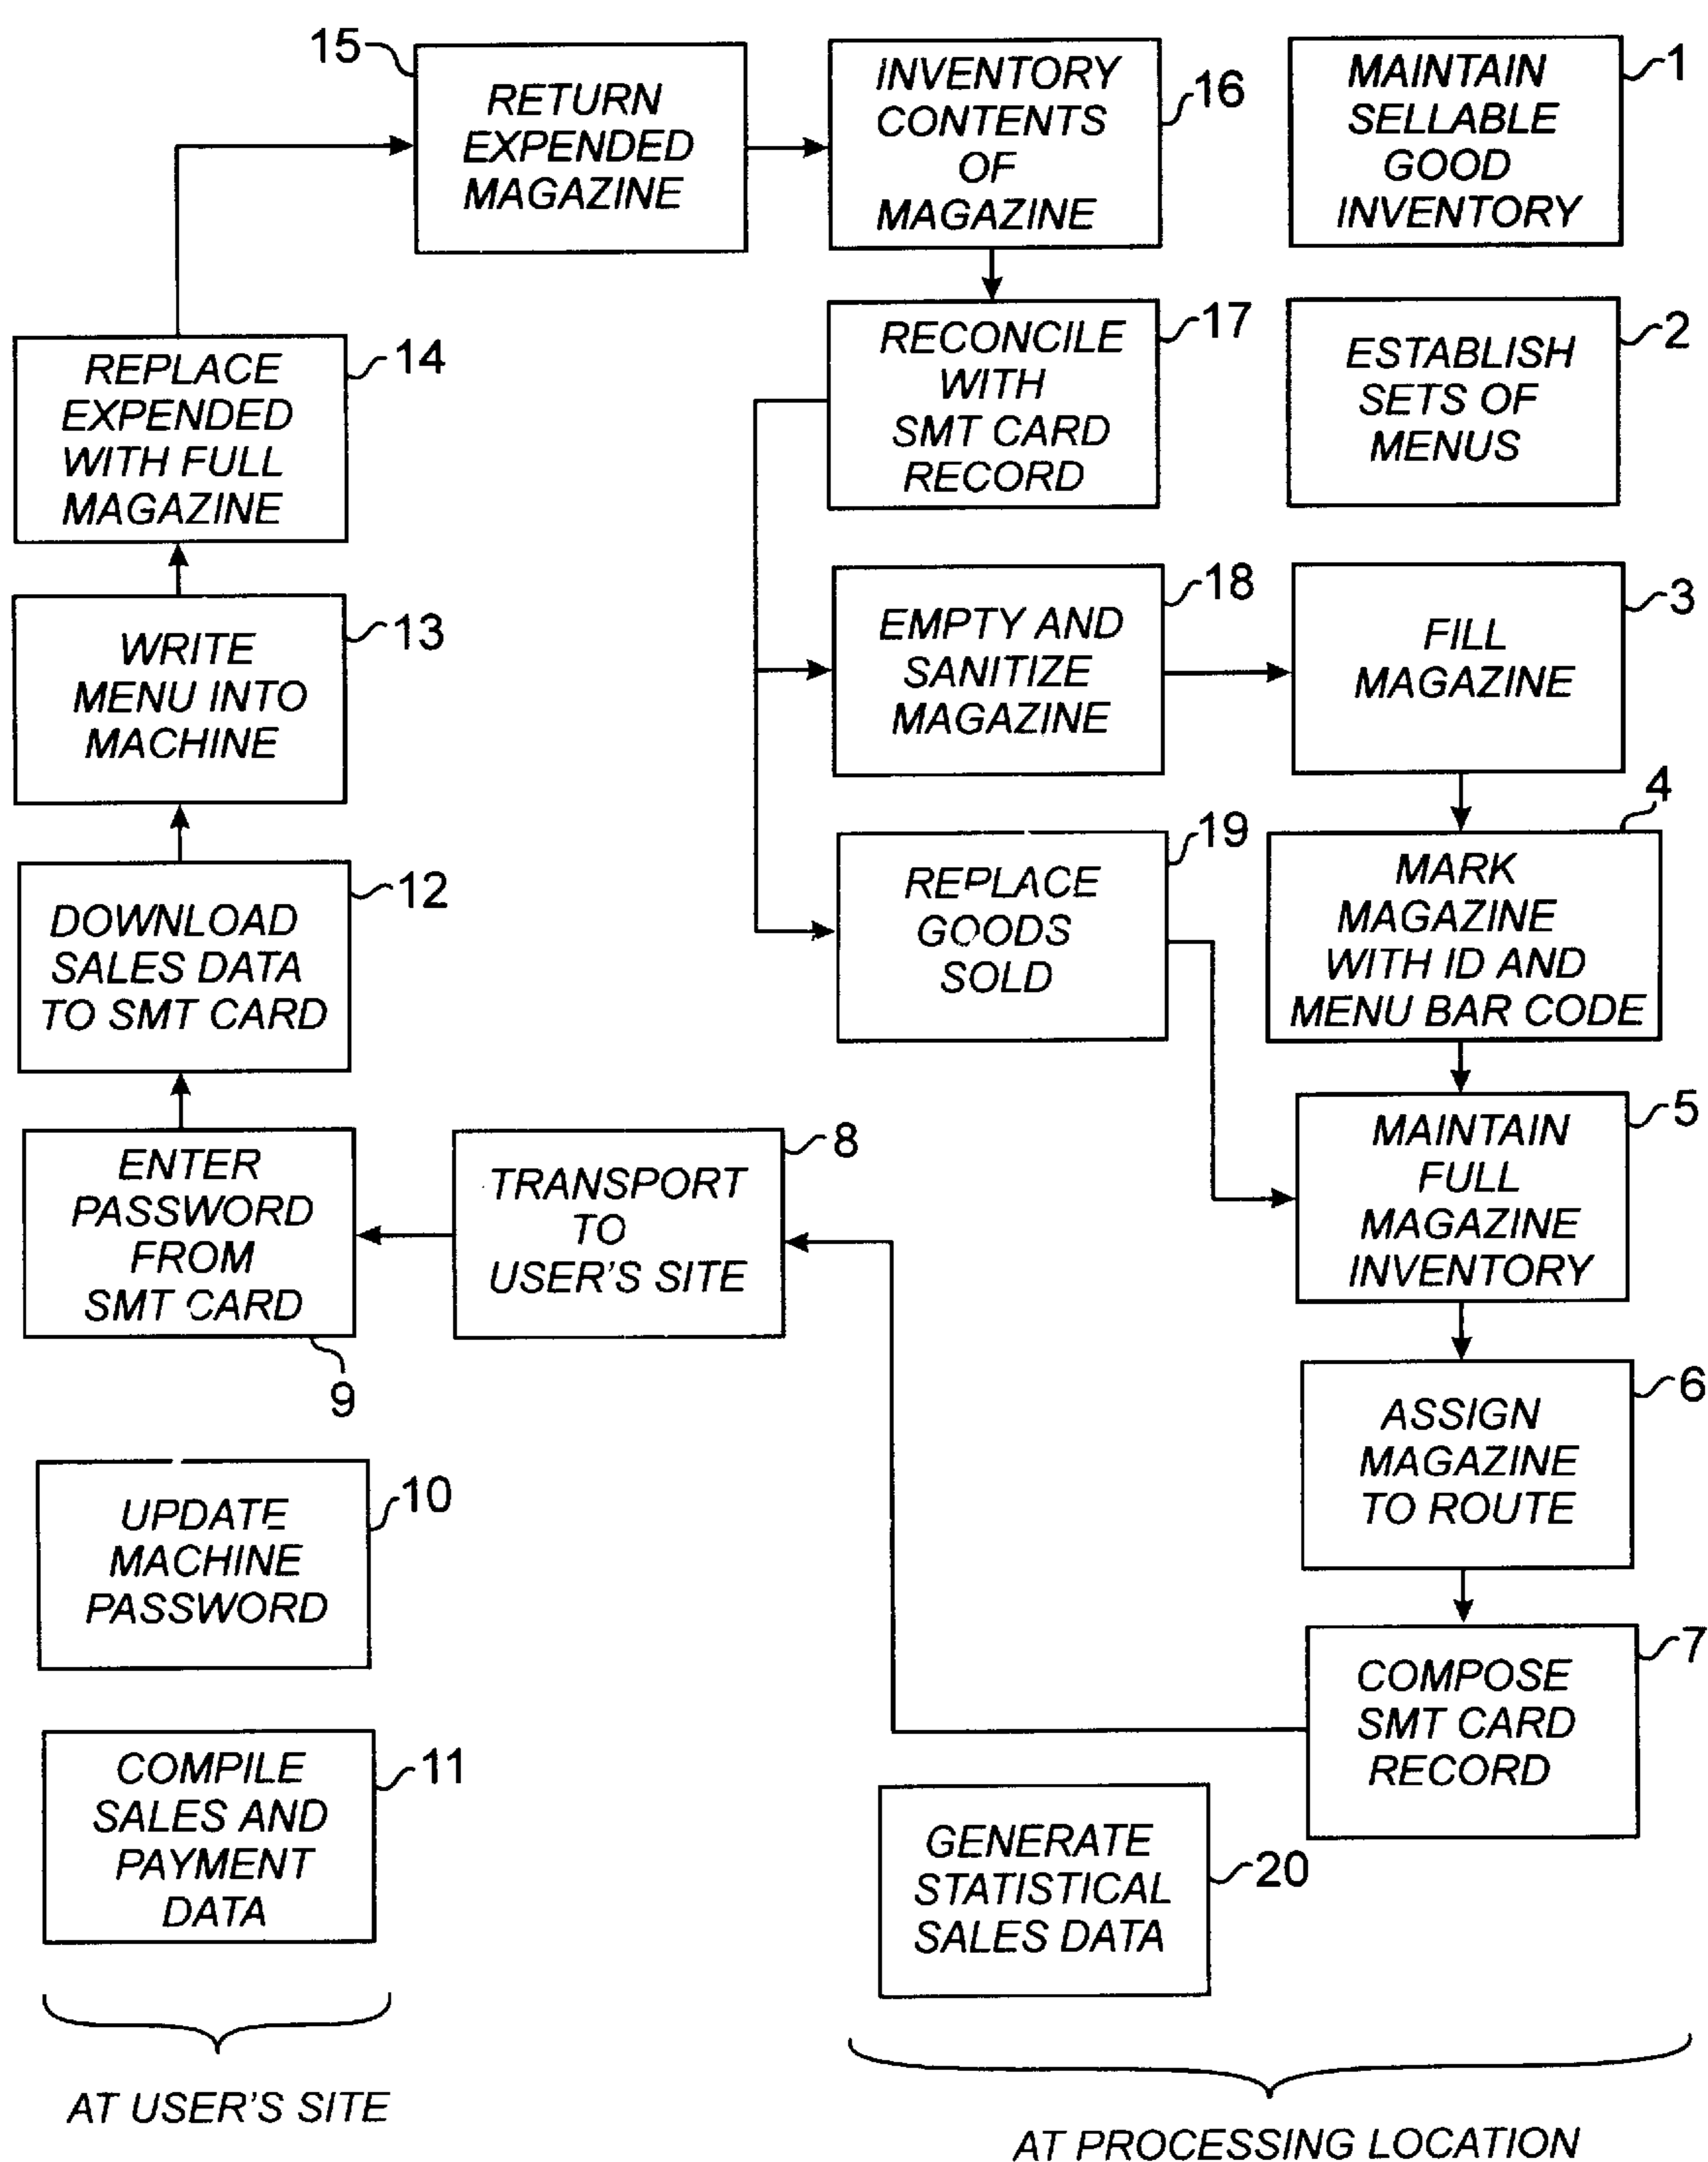 15
RETURN
EXPENDED
MAGAZINE
INVENTORY
CONTENTS
OF
MAGAZINE
16
MAINTAIN
SELLABLE
GOOD
INVENTORY
1
REPLACE
EXPENDED
WITH FULL
MAGAZINE
14
RECONCILE
WITH
SMT CARD
RECORD
17
ESTABLISH
SETS OF
MENUS
2
WRITE
MENU INTO
MACHINE
13
EMPTY AND
SANITIZE
MAGAZINE
18
FILL
MAGAZINE
3
DOWNLOAD
SALES DATA
TO SMT CARD
12
REPLACE
GOODS
SOLD
19
MARK
MAGAZINE
WITH ID AND
MENU BAR CODE
4
ENTER
PASSWORD
FROM
SMT CARD
9
TRANSPORT
TO
USER'S SITE
8
MAINTAIN
FULL
MAGAZINE
INVENTORY
5
UPDATE
MACHINE
PASSWORD
10
ASSIGN
MAGAZINE
TO ROUTE
6
COMPILE
SALES AND
PAYMENT
DATA
11
COMPOSE
SMT CARD
RECORD
7
GENERATE
STATISTICAL
SALES DATA
20
AT USER'S SITE
AT PROCESSING LOCATION